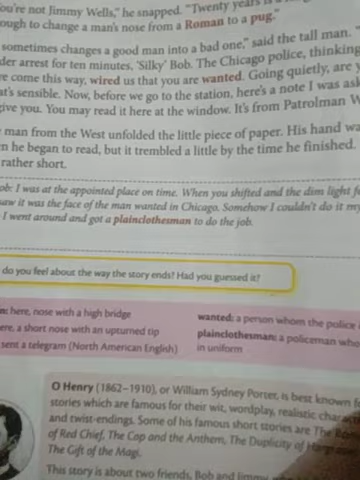 ou're not Jimmy Wells," he snapped. "Twenty years is a
ough to change a man's nose from a Roman to a pug."
sometimes changes a good man into a bad one," said the tall man. "
der arrest for ten minutes, 'Silky' Bob. The Chicago police, thinking
e come this way, wired us that you are wanted. Going quietly, are y
at's sensible. Now, before we go to the station, here's a note I was ask
ive you. You may read it here at the window. It's from Patrolman W
man from the West unfolded the little piece of paper. His hand wa
n he began to read, but it trembled a little by the time he finished.
rather short.
ob: I was at the appointed place on time. When you shifted and the dim light f
saw it was the face of the man wanted in Chicago. Somehow I couldn't do it my
I went around and got a plainclothesman to do the job.
do you feel about the way the story ends? Had you guessed it?
n: here, nose with a high bridge
ere, a short nose with an upturned tip
sent a telegram (North American English)
wanted: a person whom the police
plainclothesman: a policeman who
in uniform
O Henry (1862–1910), or William Sydney Porter, is best known f
stories which are famous for their wit, wordplay, realistic charact
and twist-endings. Some of his famous short stories are The Ran
of Red Chief, The Cop and the Anthem, The Duplicity of Hargrave
The Gift of the Magi.
This story is about two friends, Bob and Jimmy who